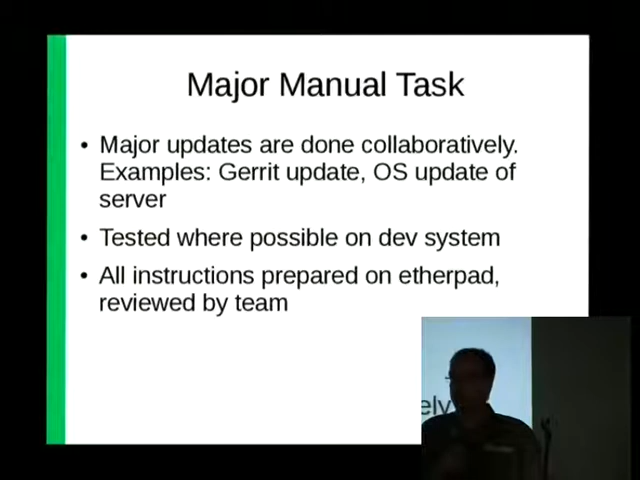 Major Manual Task
• Major updates are done collaboratively.
Examples: Gerrit update, OS update of
server
• Tested where possible on dev system
• All instructions prepared on etherpad,
reviewed by team
ely